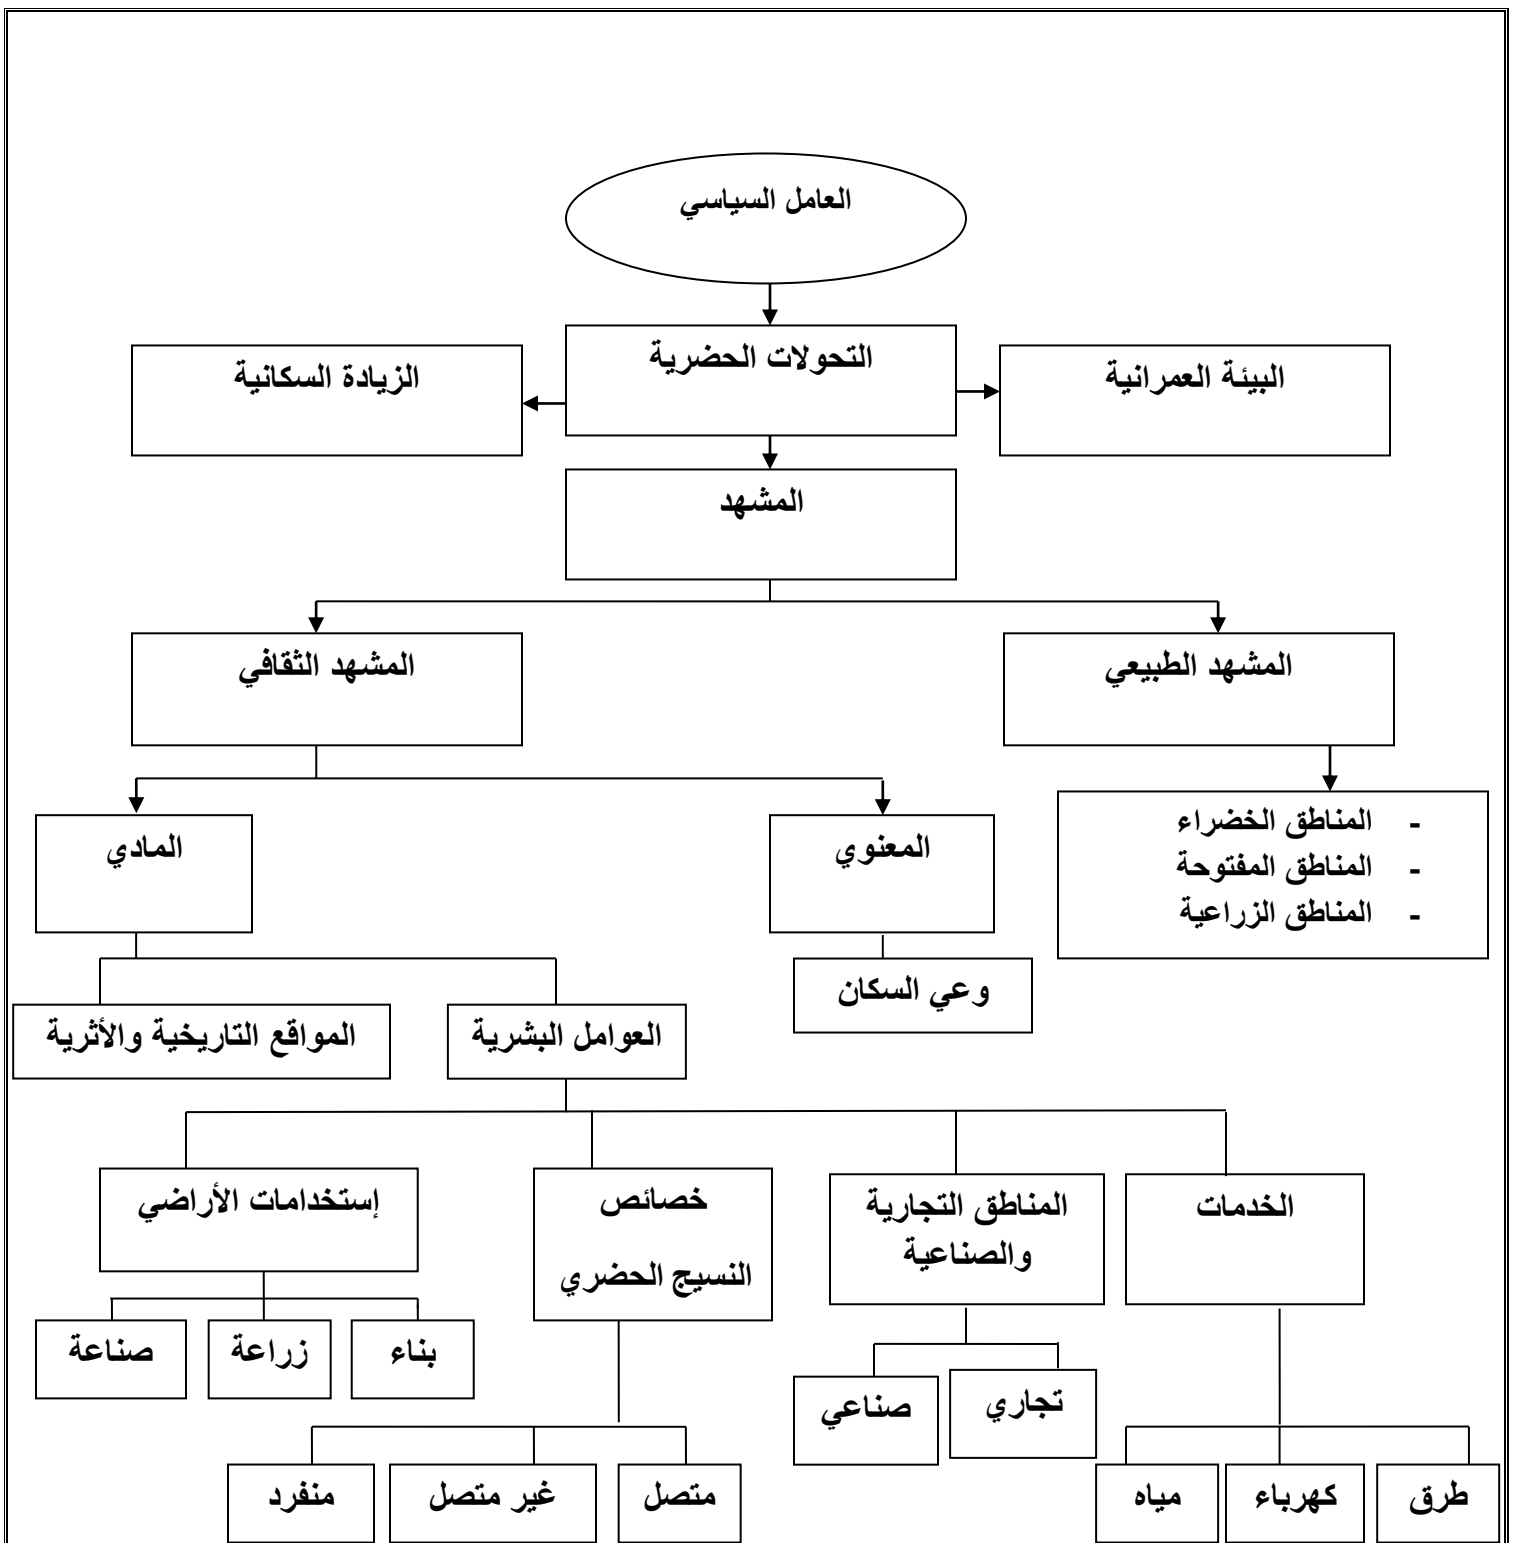 العامل السياسي
التحولات الحضرية
البيئة العمرانية
الزيادة السكانية
المشهد
المشهد الطبيعي
المشهد الثقافي
- المناطق الخضراء
- المناطق المفتوحة
- المناطق الزراعية
المعنوي
المادي
وعي السكان
العوامل البشرية
المواقع التاريخية والأثرية
الخدمات
المناطق التجارية
والصناعية
خصائص
النسيج الحضري
إستخدامات الأراضي
بناء
زراعة
صناعة
تجاري
صناعي
طرق
كهرباء
مياه
متصل
غير متصل
منفرد